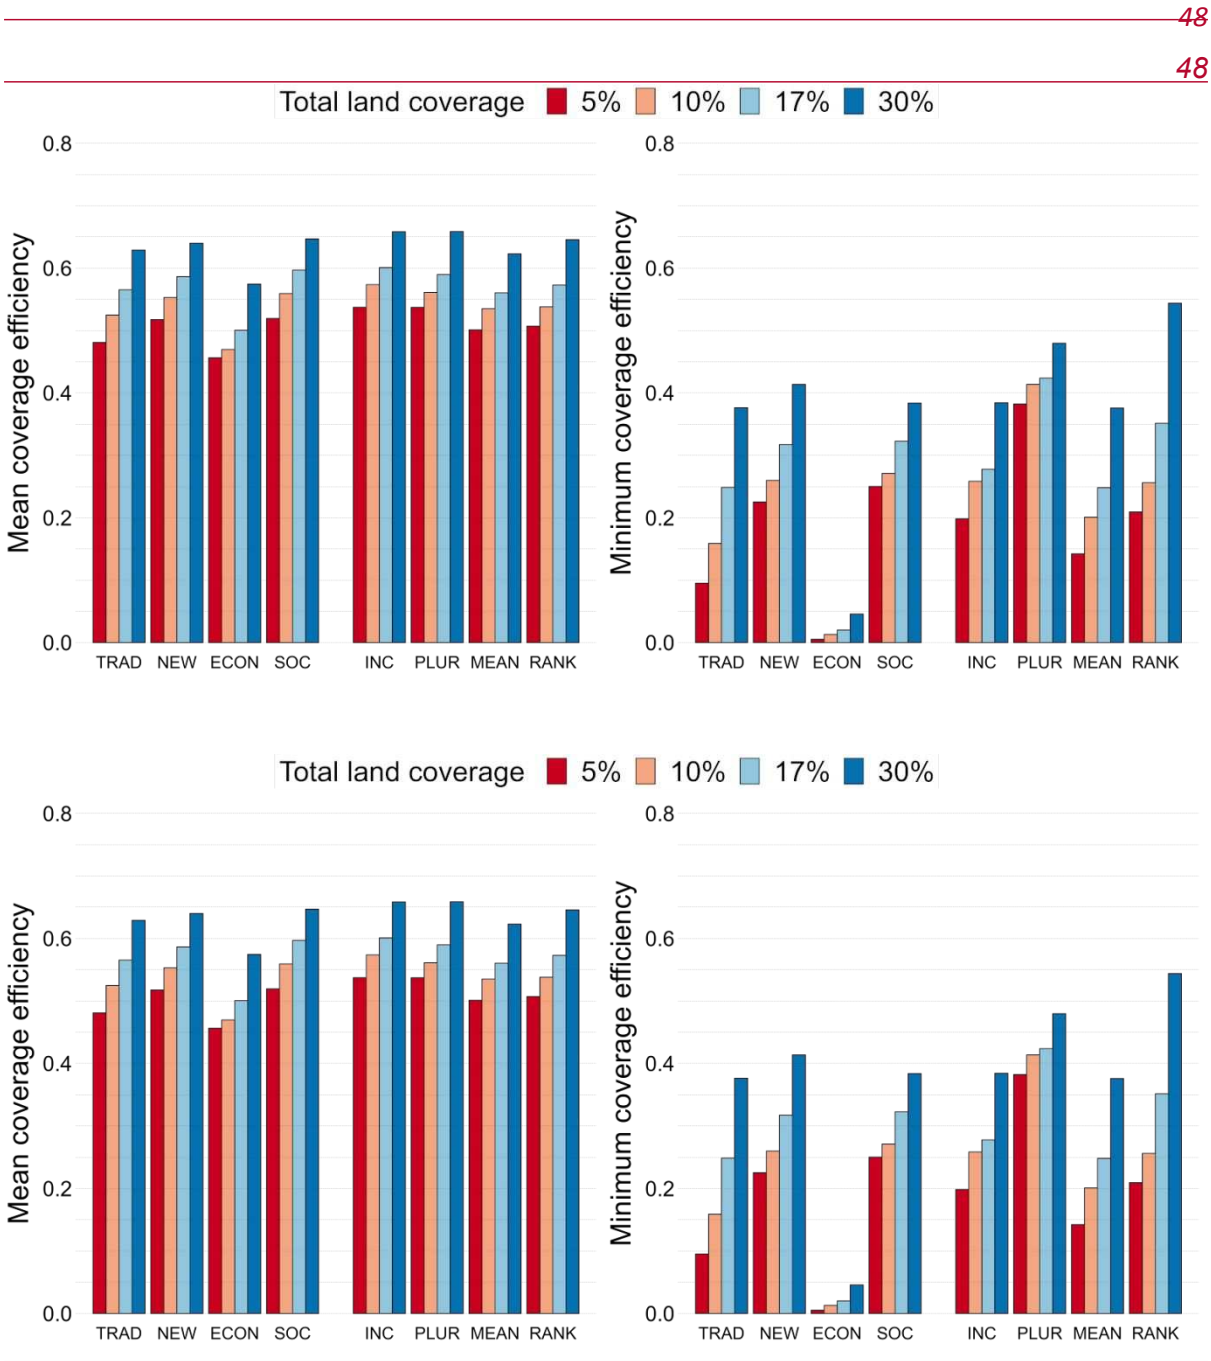 48
48
Total land coverage 5% 10% 17% 30%
Mean coverage efficiency
0.8
0.6
0.4
0.2
0.0
TRAD NEW ECON SOC INC PLUR MEAN RANK
Minimum coverage efficiency
0.8
0.6
0.4
0.2
0.0
TRAD NEW ECON SOC INC PLUR MEAN RANK
Total land coverage 5% 10% 17% 30%
Mean coverage efficiency
0.8
0.6
0.4
0.2
0.0
TRAD NEW ECON SOC INC PLUR MEAN RANK
Minimum coverage efficiency
0.8
0.6
0.4
0.2
0.0
TRAD NEW ECON SOC INC PLUR MEAN RANK